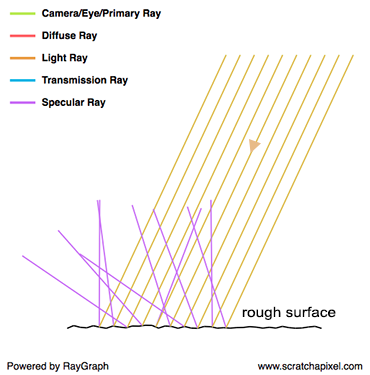 Camera/Eye/Primary Ray
Diffuse Ray
Light Ray
Transmission Ray
Specular Ray
rough surface
Powered by RayGraph
www.scratchapixel.com